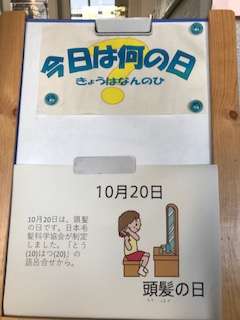 今日は何の日
きょうはなんのひ
10月20日
10月20日は、頭髪
の日です。日本毛
髪科学協会が制定
しました。「とう
(10)はつ(20)」の
語呂合せから。
頭髪の日